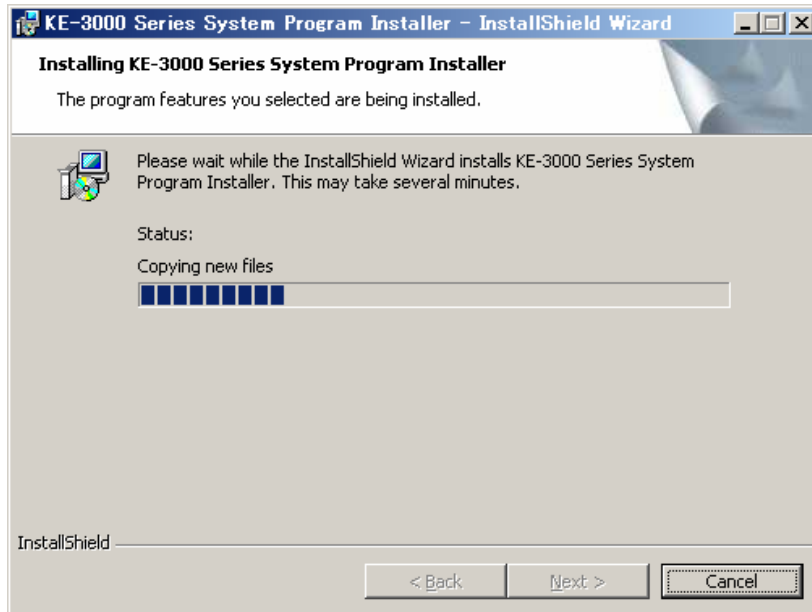 KE-3000 Series System Program Installer - InstallShield Wizard
Installing KE-3000 Series System Program Installer
The program features you selected are being installed.
Please wait while the InstallShield Wizard installs KE-3000 Series System
Program Installer. This may take several minutes.
Status:
Copying new files
InstallShield
< Back
Next >
Cancel